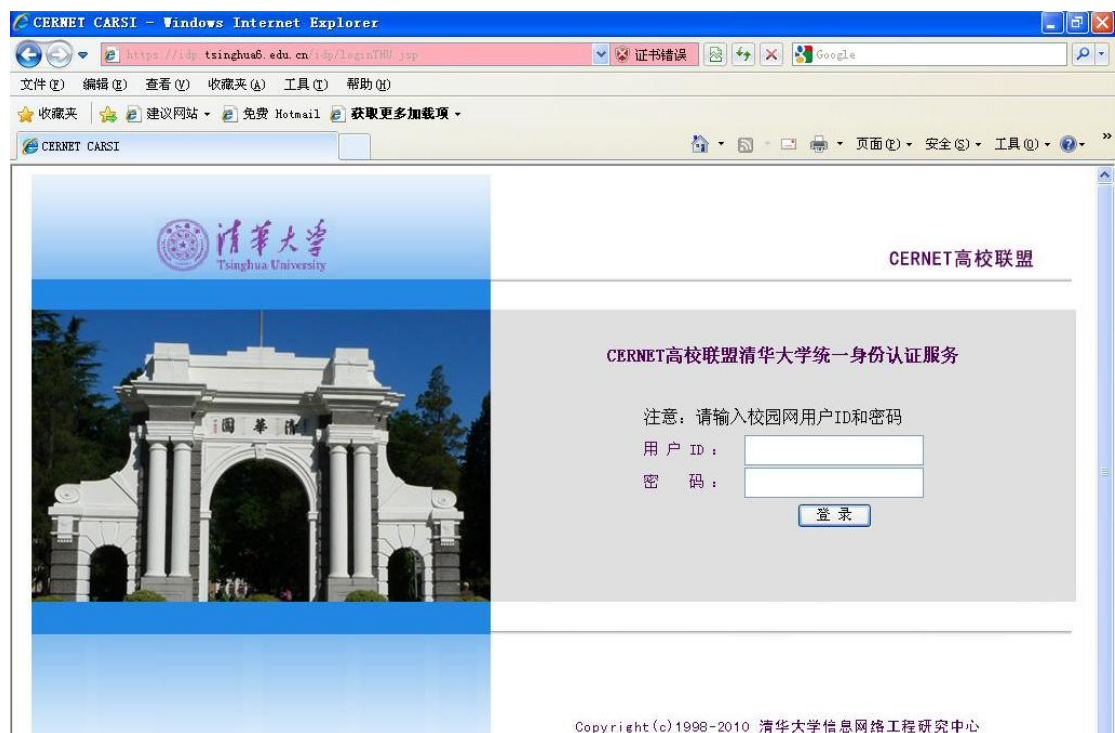 CERNET CARSI - Windows Internet Explorer
https://idp.tsinghua6.edu.cn/idp/loginTHU.jsp
证书错误
Google
文件(F) 编辑(E) 查看(V) 收藏夹(A) 工具(T) 帮助(H)
收藏夹 建议网站 免费 Hotmail 获取更多加载项
CERNET CARSI
页面(P) 安全(S) 工具(O) »
清华大学
Tsinghua University
CERNET高校联盟
園華清
CERNET高校联盟清华大学统一身份认证服务
注意：请输入校园网用户ID和密码
用 户 ID：
密 码：
登 录
Copyright(c)1998-2010 清华大学信息网络工程研究中心